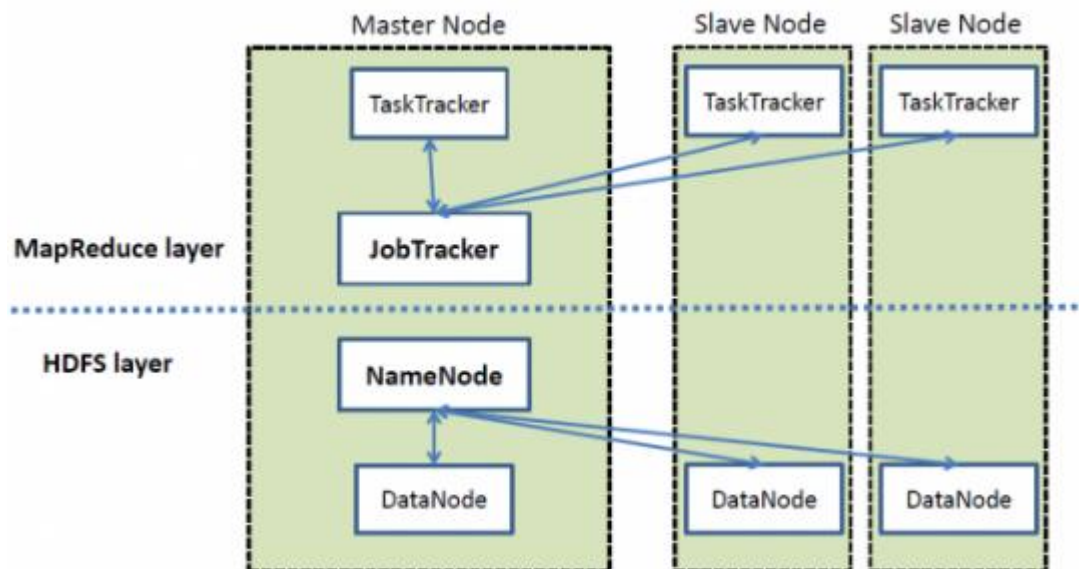 Master Node
Slave Node
Slave Node
TaskTracker
TaskTracker
TaskTracker
MapReduce layer
JobTracker
HDFS layer
NameNode
DataNode
DataNode
DataNode